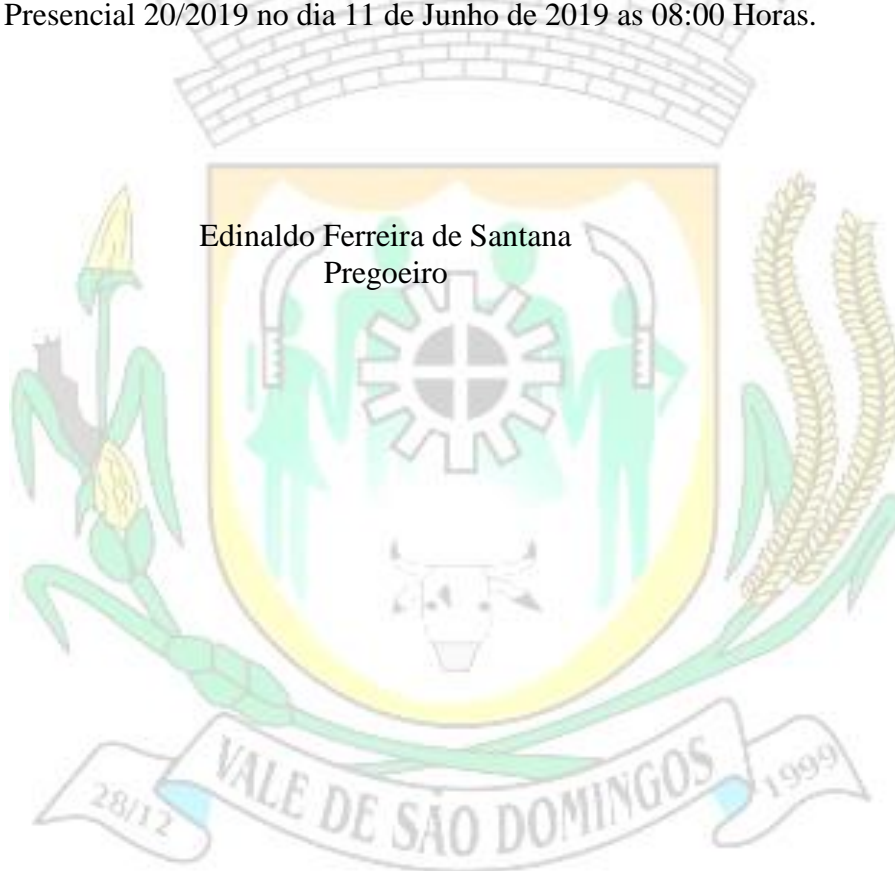 Presencial 20/2019 no dia 11 de Junho de 2019 as 08:00 Horas.
Edinaldo Ferreira de Santana
Pregoeiro
28/12
VALE DE SÃO DOMINGOS
1999